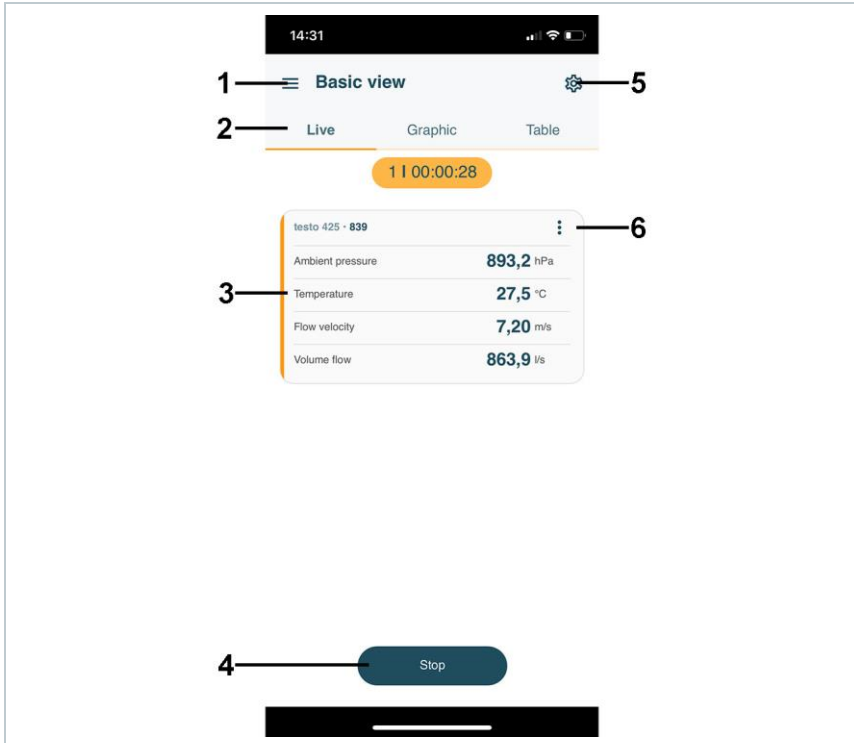 14:31
1 Basic view 5
2 Live Graphic Table
1 I 00:00:28
testo 425 · 839 6
Ambient pressure 893,2 hPa
3 Temperature 27,5 °C
Flow velocity 7,20 m/s
Volume flow 863,9 l/s
4 Stop